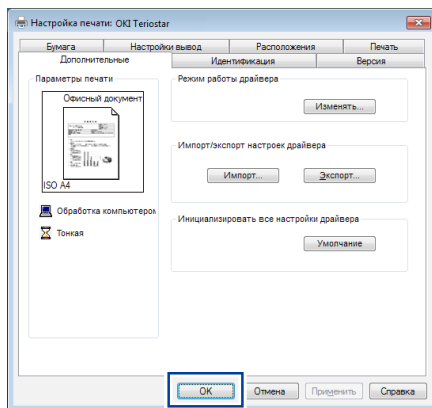 Настройка печати: OKI Teriostar
Бумага Настройки вывод Расположения Печать
Дополнительные Идентификация Версия
Параметры печати
Офисный документ
ISO A4
Обработка компьютером
Тонкая
Режим работы драйвера
Изменять...
Импорт/экспорт настроек драйвера
Импорт... Экспорт...
Инициализировать все настройки драйвера
Умолчание
OK Отмена Применить Справка